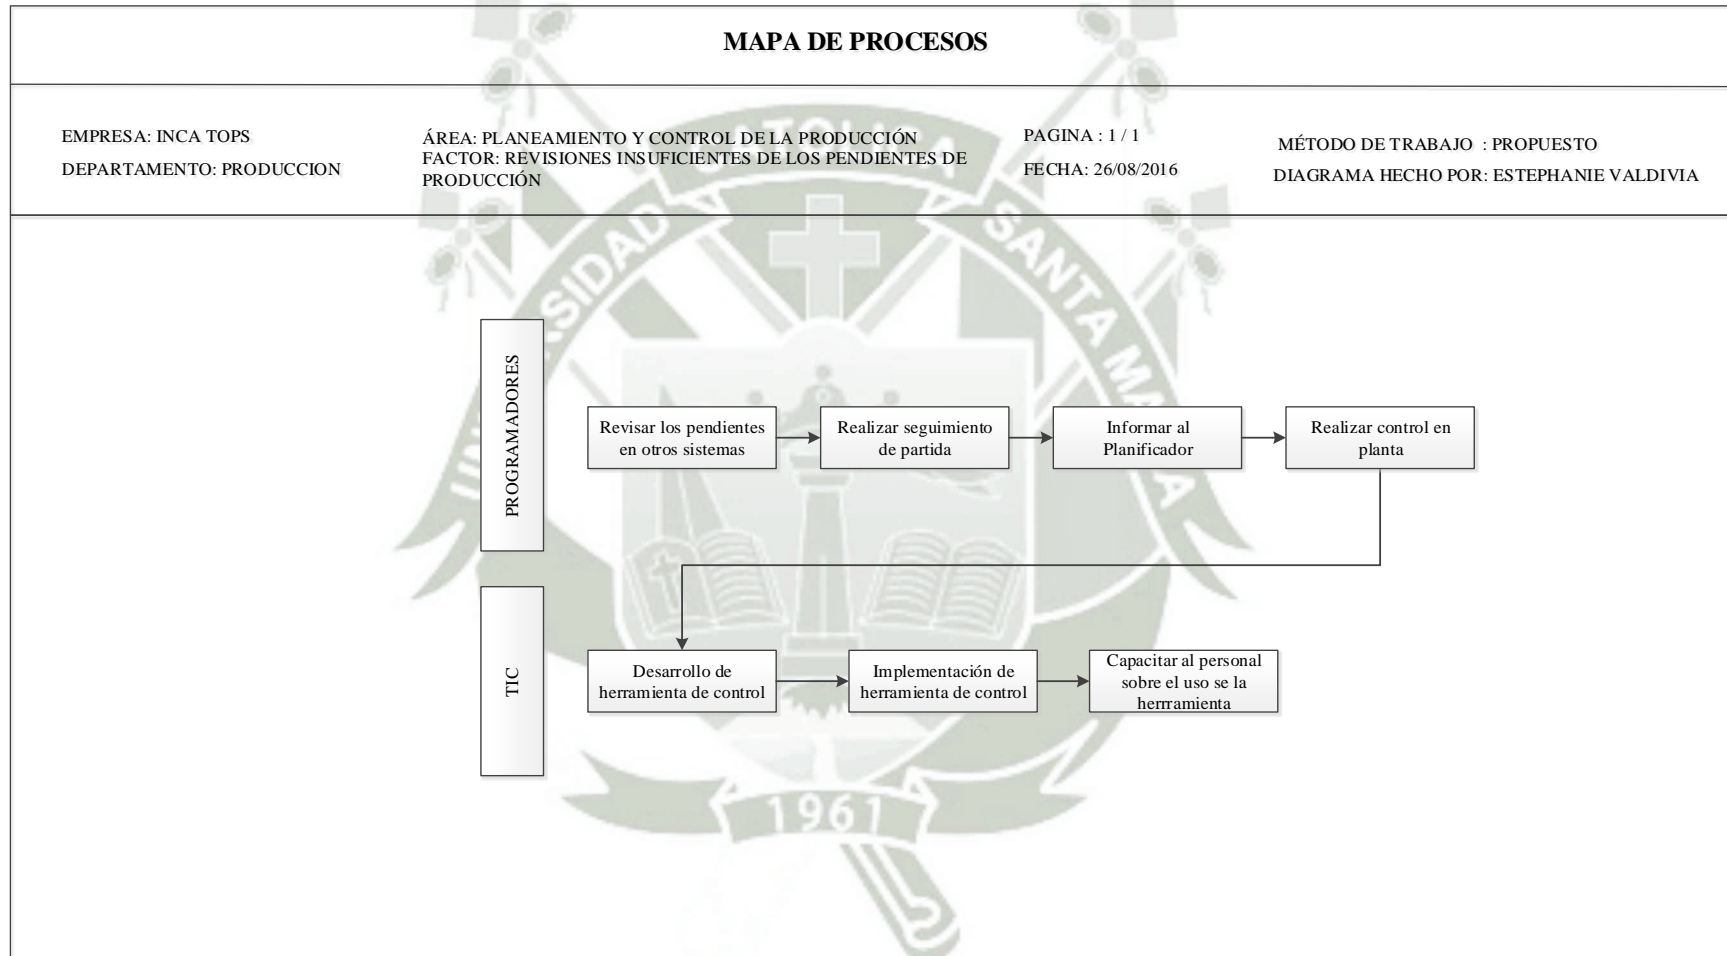 MAPA DE PROCESOS
EMPRESA: INCA TOPS
DEPARTAMENTO: PRODUCCION
ÁREA: PLANEAMIENTO Y CONTROL DE LA PRODUCCIÓN
FACTOR: REVISIONES INSUFICIENTES DE LOS PENDIENTES DE
PRODUCCIÓN
PAGINA : 1 / 1
FECHA: 26/08/2016
MÉTODO DE TRABAJO : PROPUESTO
DIAGRAMA HECHO POR: ESTEPHANIE VALDIVIA
PROGRAMADORES
Revisar los pendientes
en otros sistemas
Realizar seguimiento
de partida
Informar al
Planificador
Realizar control en
planta
TIC
Desarrollo de
herramienta de control
Implementación de
herramienta de control
Capacitar al personal
sobre el uso se la
herrramienta
SANTA MARIA
1961